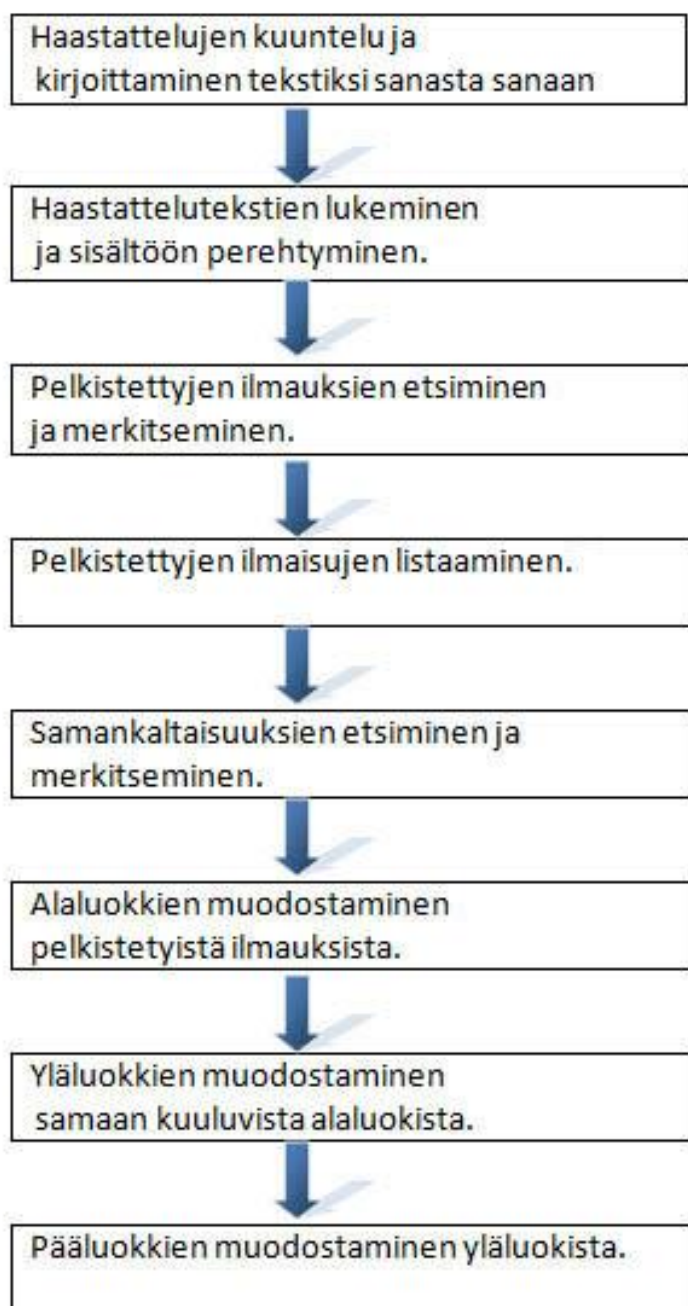 Haastattelujen kuuntelu ja
kirjoittaminen tekstiksi sanasta sanaan
Haastattelutekstien lukeminen
ja sisältöön perehtyminen.
Pelkistettyjen ilmauksien etsiminen
ja merkitseminen.
Pelkistettyjen ilmaisujen listaaminen.
Samankaltaisuuksien etsiminen ja
merkitseminen.
Alaluokkien muodostaminen
pelkistetyistä ilmauksista.
Yläluokkien muodostaminen
samaan kuuluvista alaluokista.
Pääluokkien muodostaminen yläluokista.